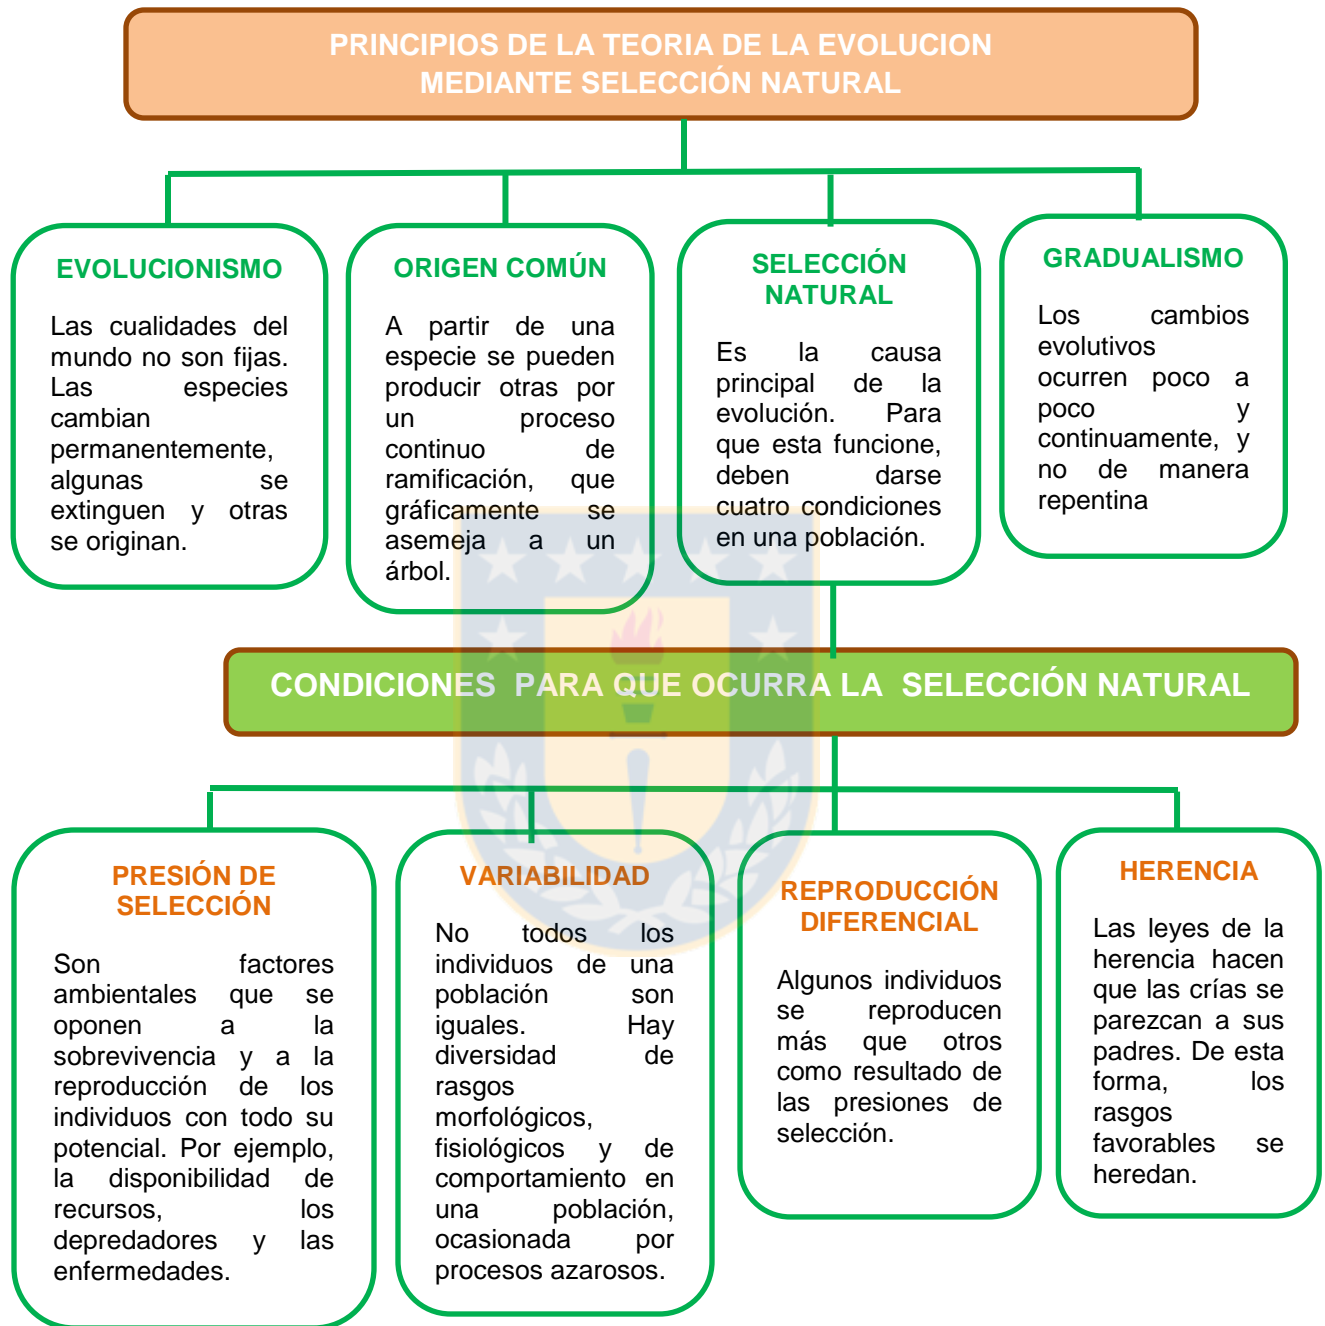 PRINCIPIOS DE LA TEORIA DE LA EVOLUCION
MEDIANTE SELECCIÓN NATURAL
EVOLUCIONISMO
Las cualidades del
mundo no son fijas.
Las especies
cambian
permanentemente,
algunas se
extinguen y otras
se originan.
ORIGEN COMÚN
A partir de una
especie se pueden
producir otras por
un proceso
continuo de
ramificación, que
gráficamente se
asemeja a un
árbol.
SELECCIÓN
NATURAL
Es la causa
principal de la
evolución. Para
que esta funcione,
deben darse
cuatro condiciones
en una población.
GRADUALISMO
Los cambios
evolutivos
ocurren poco a
poco y
continuamente, y
no de manera
repentina
CONDICIONES PARA QUE OCURRA LA SELECCIÓN NATURAL
PRESIÓN DE
SELECCIÓN
Son factores
ambientales que se
oponen a la
sobrevivencia y a la
reproducción de los
individuos con todo su
potencial. Por ejemplo,
la disponibilidad de
recursos, los
depredadores y las
enfermedades.
VARIABILIDAD
No todos los
individuos de una
población son
iguales. Hay
diversidad de
rasgos
morfológicos,
fisiológicos y de
comportamiento en
una población,
ocasionada por
procesos azarosos.
REPRODUCCIÓN
DIFERENCIAL
Algunos individuos
se reproducen
más que otros
como resultado de
las presiones de
selección.
HERENCIA
Las leyes de la
herencia hacen
que las crías se
parezcan a sus
padres. De esta
forma, los
rasgos
favorables se
heredan.